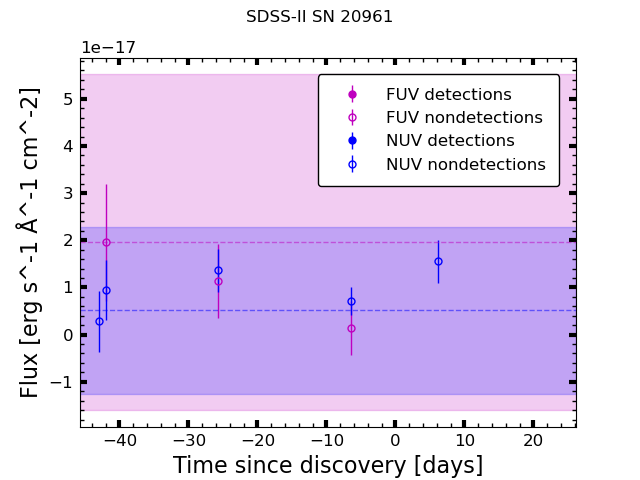 SDSS-II SN 20961
1e−17
FUV detections
FUV nondetections
NUV detections
NUV nondetections
Flux [erg s^-1 Å^-1 cm^-2]
5
4
3
2
1
0
−1
−40 −30 −20 −10 0 10 20
Time since discovery [days]